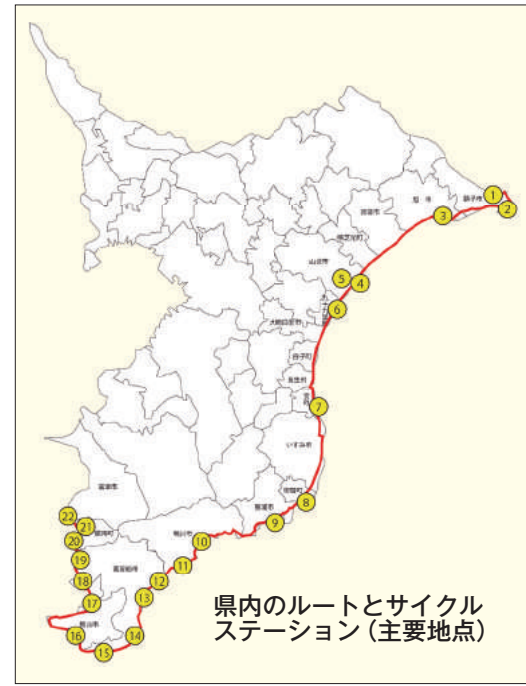 1
2
銚子市
旭市
3
匝瑳市
横芝光町
山武市
5
4
九十九里町
6
大網白里市
白子町
長生村
一宮町
7
いすみ市
御宿町
8
勝浦市
9
富津市
22
21
鋸南町
20
鴨川市
10
19
11
南房総市
18
12
13
17
館山市
16
14
15
県内のルートとサイクル
ステーション（主要地点）